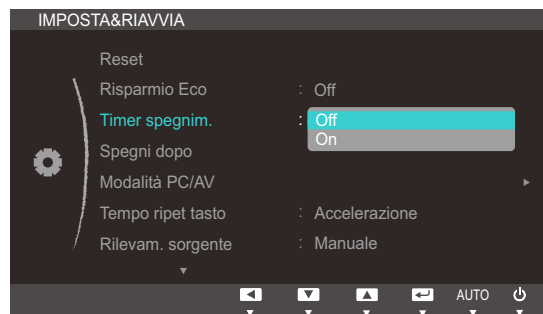 IMPOSTA&RIAVVIA
Reset
Risparmio Eco : Off
Timer spegnim. : Off
On
Spegni dopo
Modalità PC/AV
Tempo ripet tasto : Accelerazione
Rilevam. sorgente : Manuale
AUTO